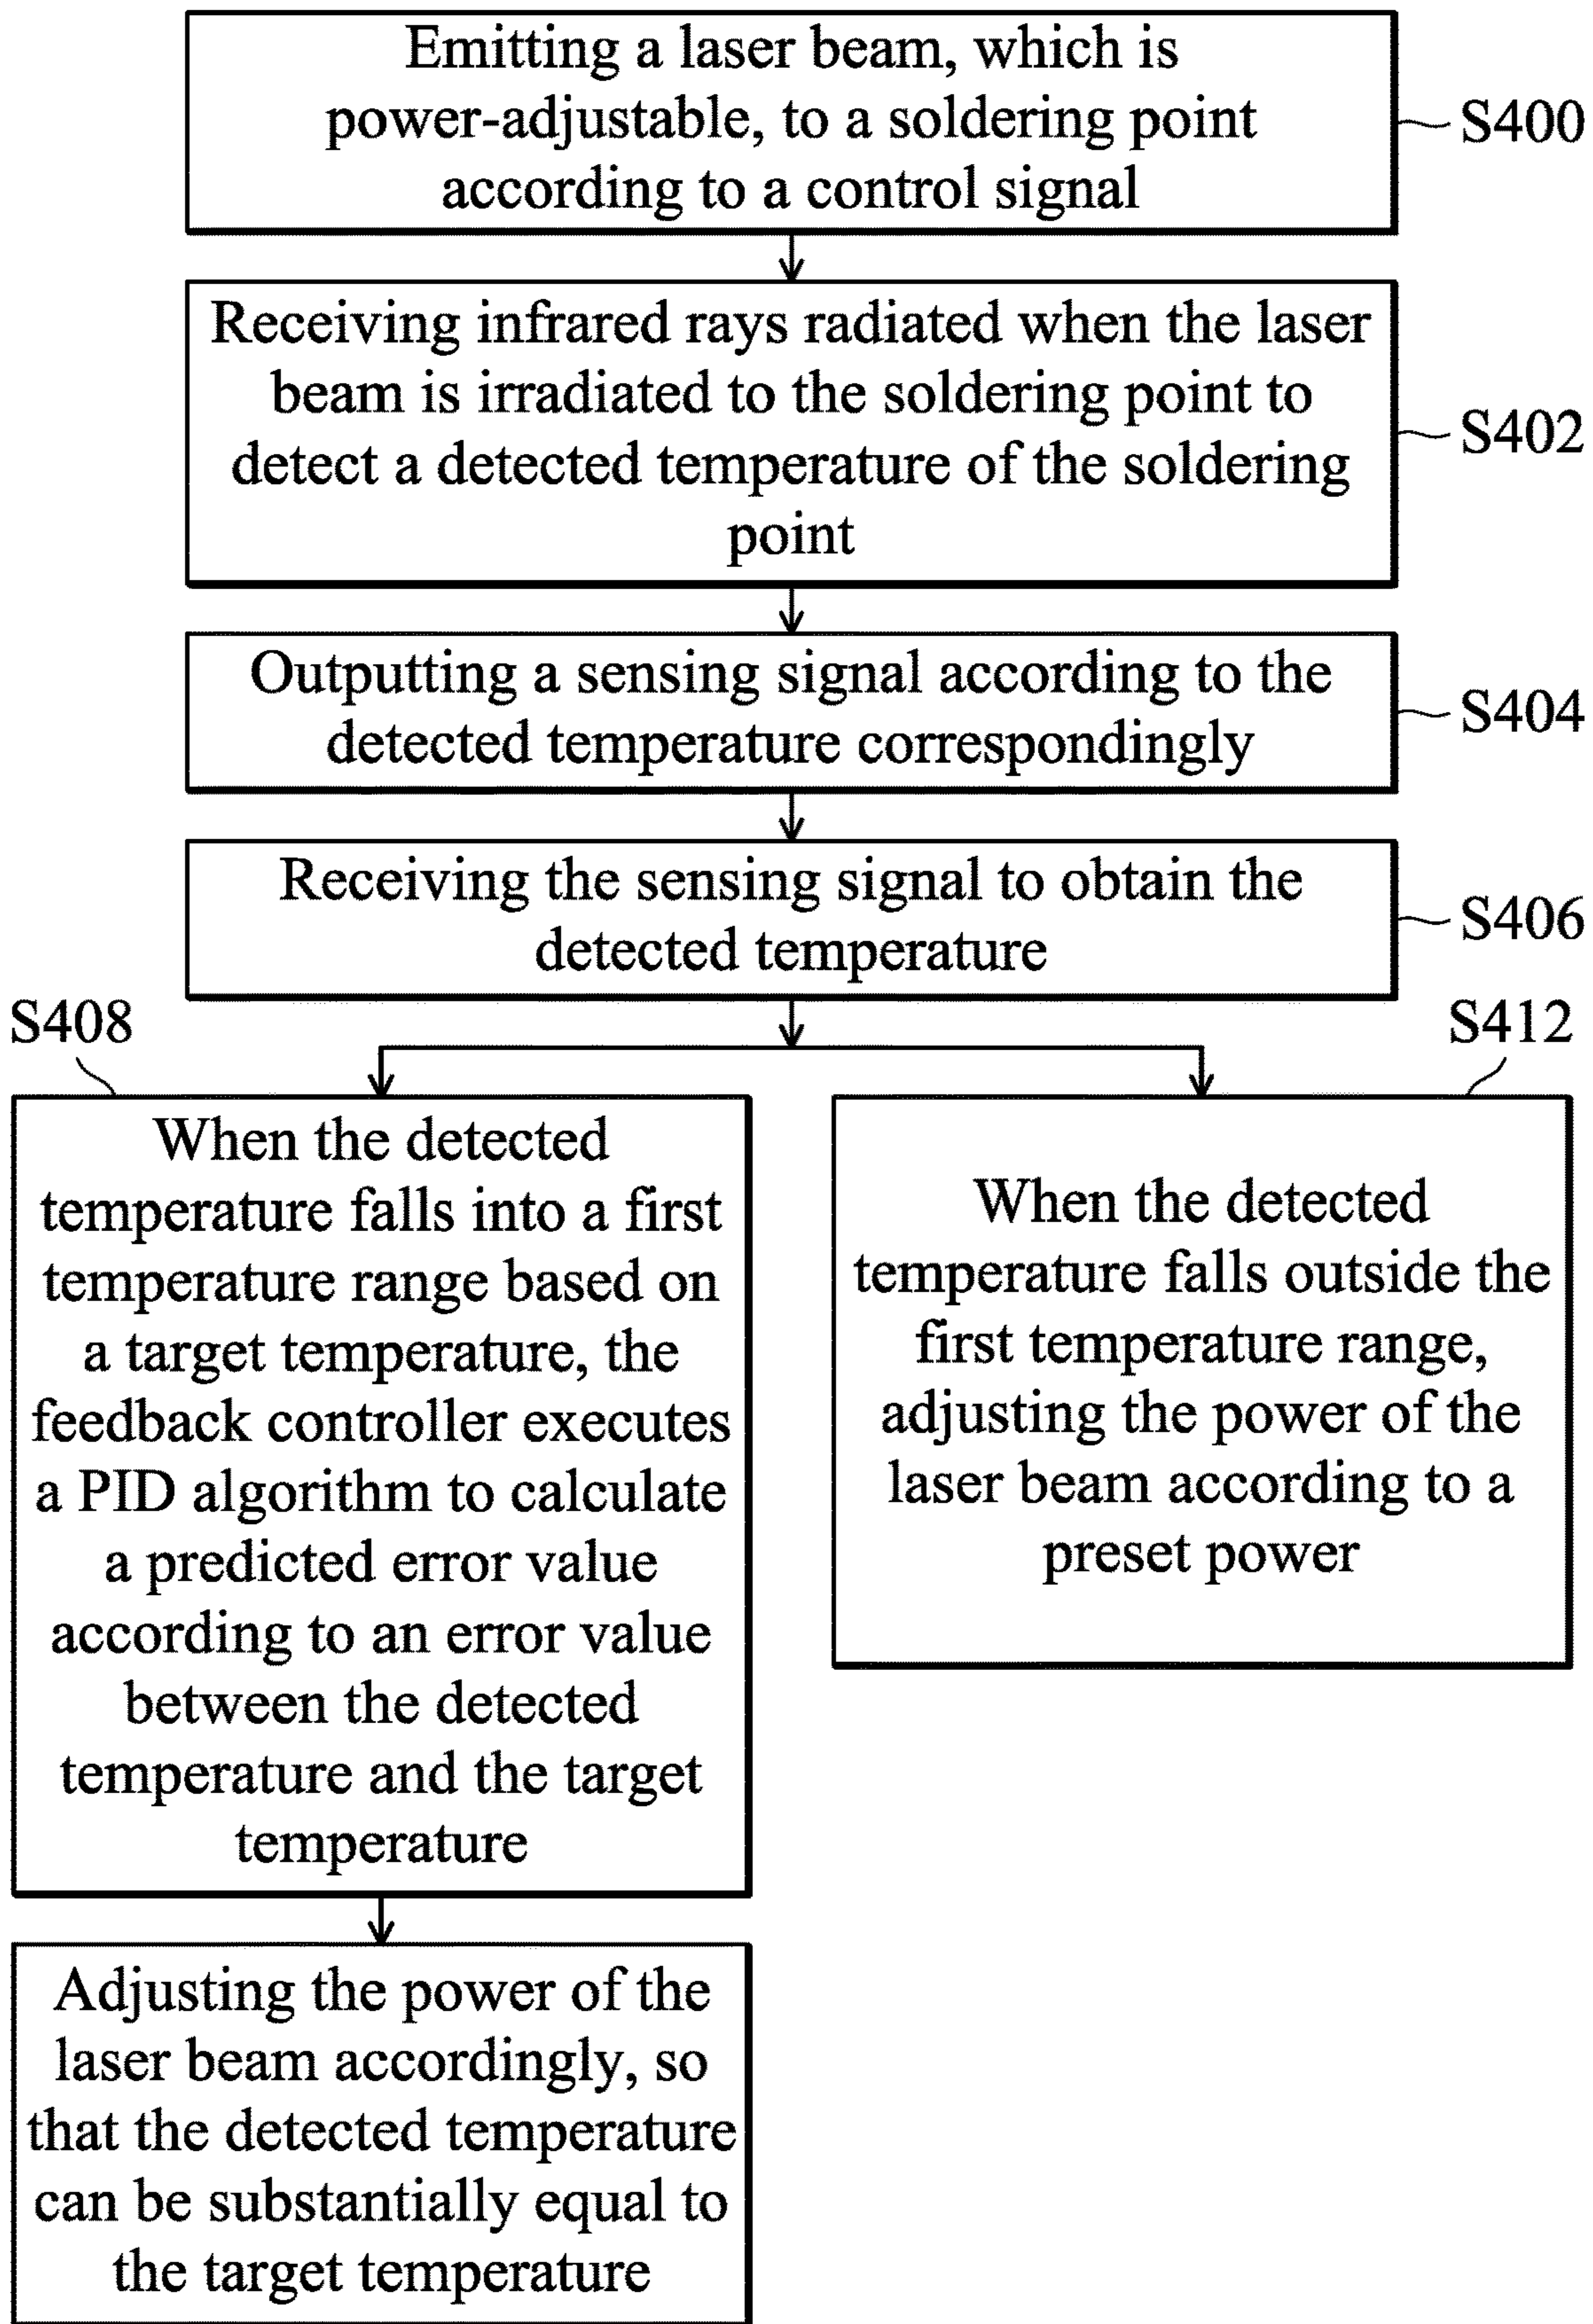 Emitting a laser beam, which is
power-adjustable, to a soldering point
according to a control signal
S400
Receiving infrared rays radiated when the laser
beam is irradiated to the soldering point to
detect a detected temperature of the soldering
point
S402
Outputting a sensing signal according to the
detected temperature correspondingly
S404
Receiving the sensing signal to obtain the
detected temperature
S406
S408
When the detected
temperature falls into a first
temperature range based on
a target temperature, the
feedback controller executes
a PID algorithm to calculate
a predicted error value
according to an error value
between the detected
temperature and the target
temperature
S412
When the detected
temperature falls outside the
first temperature range,
adjusting the power of the
laser beam according to a
preset power
Adjusting the power of the
laser beam accordingly, so
that the detected temperature
can be substantially equal to
the target temperature